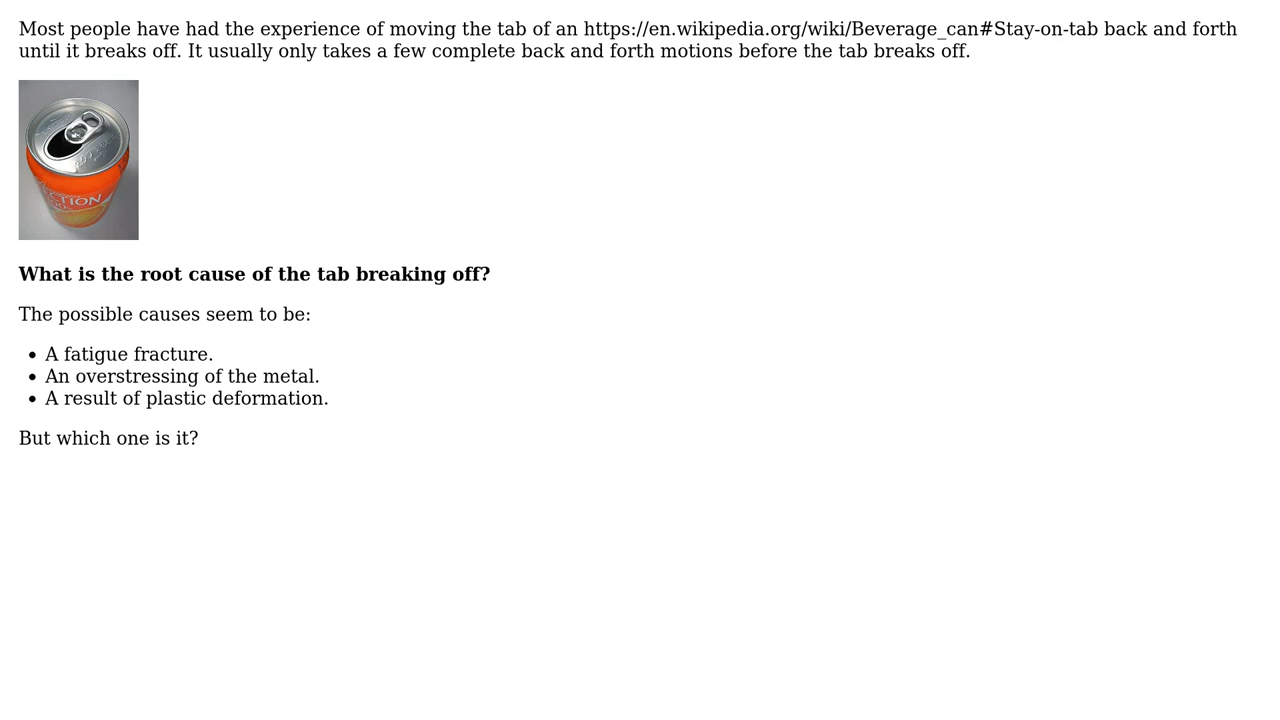 Most people have had the experience of moving the tab of an https://en.wikipedia.org/wiki/Beverage_can#Stay-on-tab back and forth
until it breaks off. It usually only takes a few complete back and forth motions before the tab breaks off.
CTION
What is the root cause of the tab breaking off?
The possible causes seem to be:
• A fatigue fracture.
• An overstressing of the metal.
• A result of plastic deformation.
But which one is it?